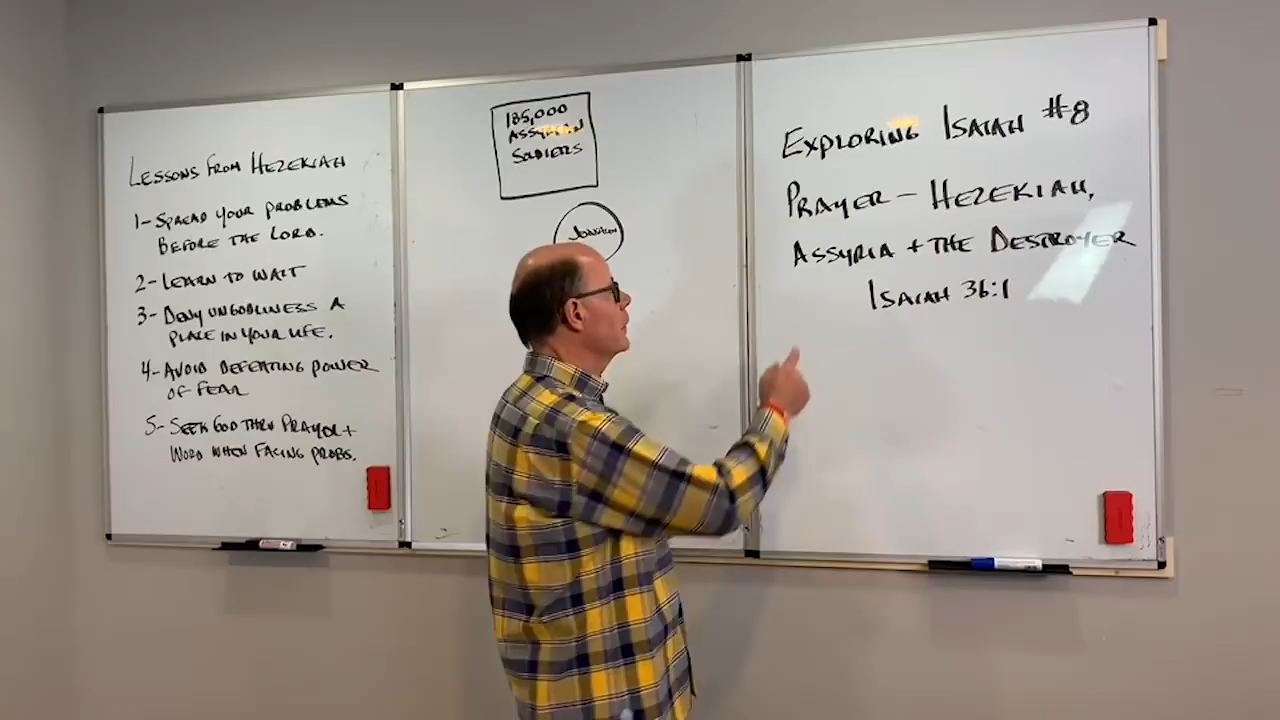 LESSONS FROM HEZEKIAH
1- SPREAD YOUR PROBLEMS
BEFORE THE LORD.
2- LEARN TO WAIT
3- DENY UNGODLINESS A
PLACE IN YOUR LIFE.
4- AVOID DEFEATING POWER
OF FEAR
5- SEEK GOD THRU PRAYER +
WORD WHEN FACING PROBS.
185,000
ASSYRIAN
SOLDIERS
EXPLORING ISAIAH #8
PRAYER - HEZEKIAH,
ASSYRIA + THE DESTROYER
ISAIAH 36:1